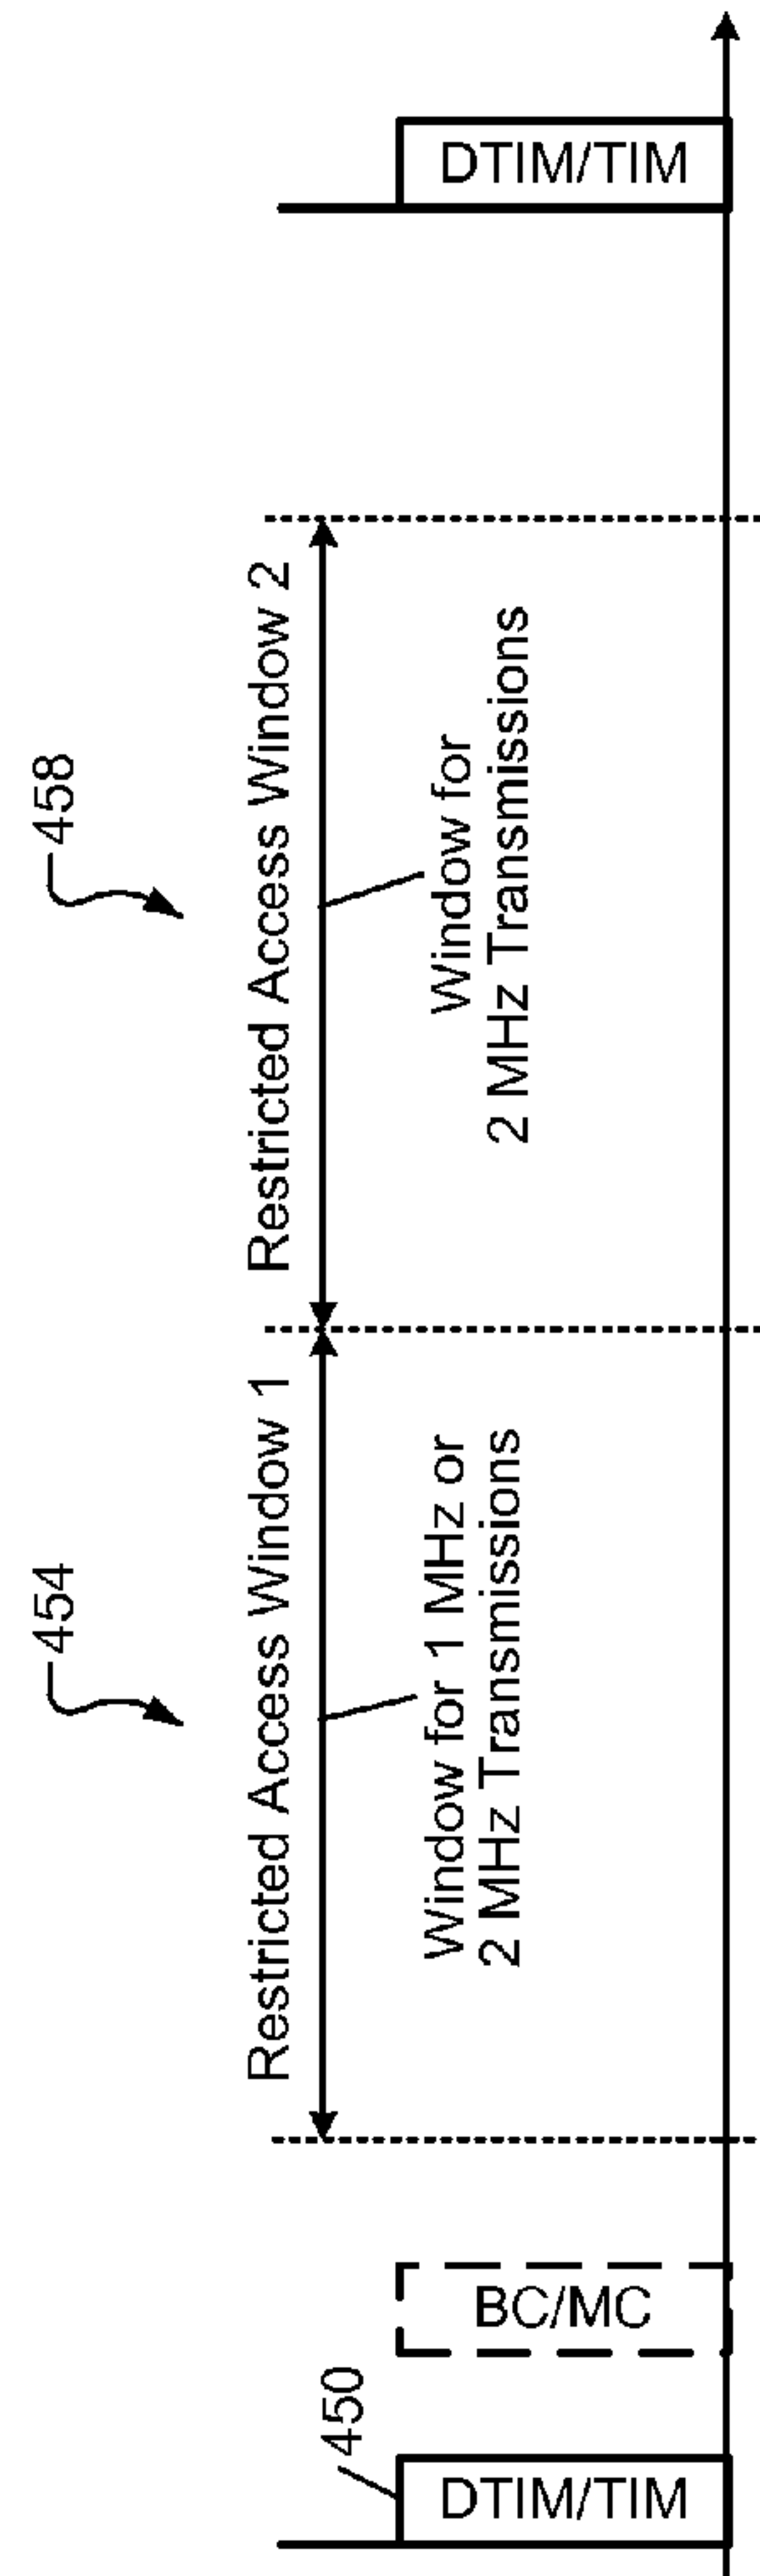 454
458
Restricted Access Window 1
Restricted Access Window 2
450
DTIM/TIM
BC/MC
Window for 1 MHz or
2 MHz Transmissions
Window for
2 MHz Transmissions
DTIM/TIM